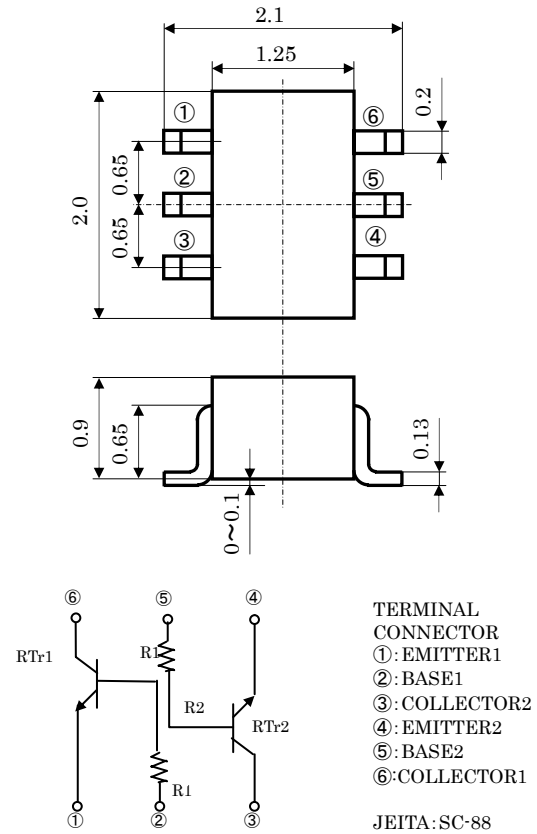 2.1
1.25
①
⑥
0.2
0.65
②
⑤
2.0
0.65
③
④
0.9
0.65
0.13
0~0.1
⑥
⑤
④
RTr1
R1
R2
RTr2
R1
①
②
③
TERMINAL
CONNECTOR
①:EMITTER1
②:BASE1
③:COLLECTOR2
④:EMITTER2
⑤:BASE2
⑥:COLLECTOR1
JEITA:SC-88